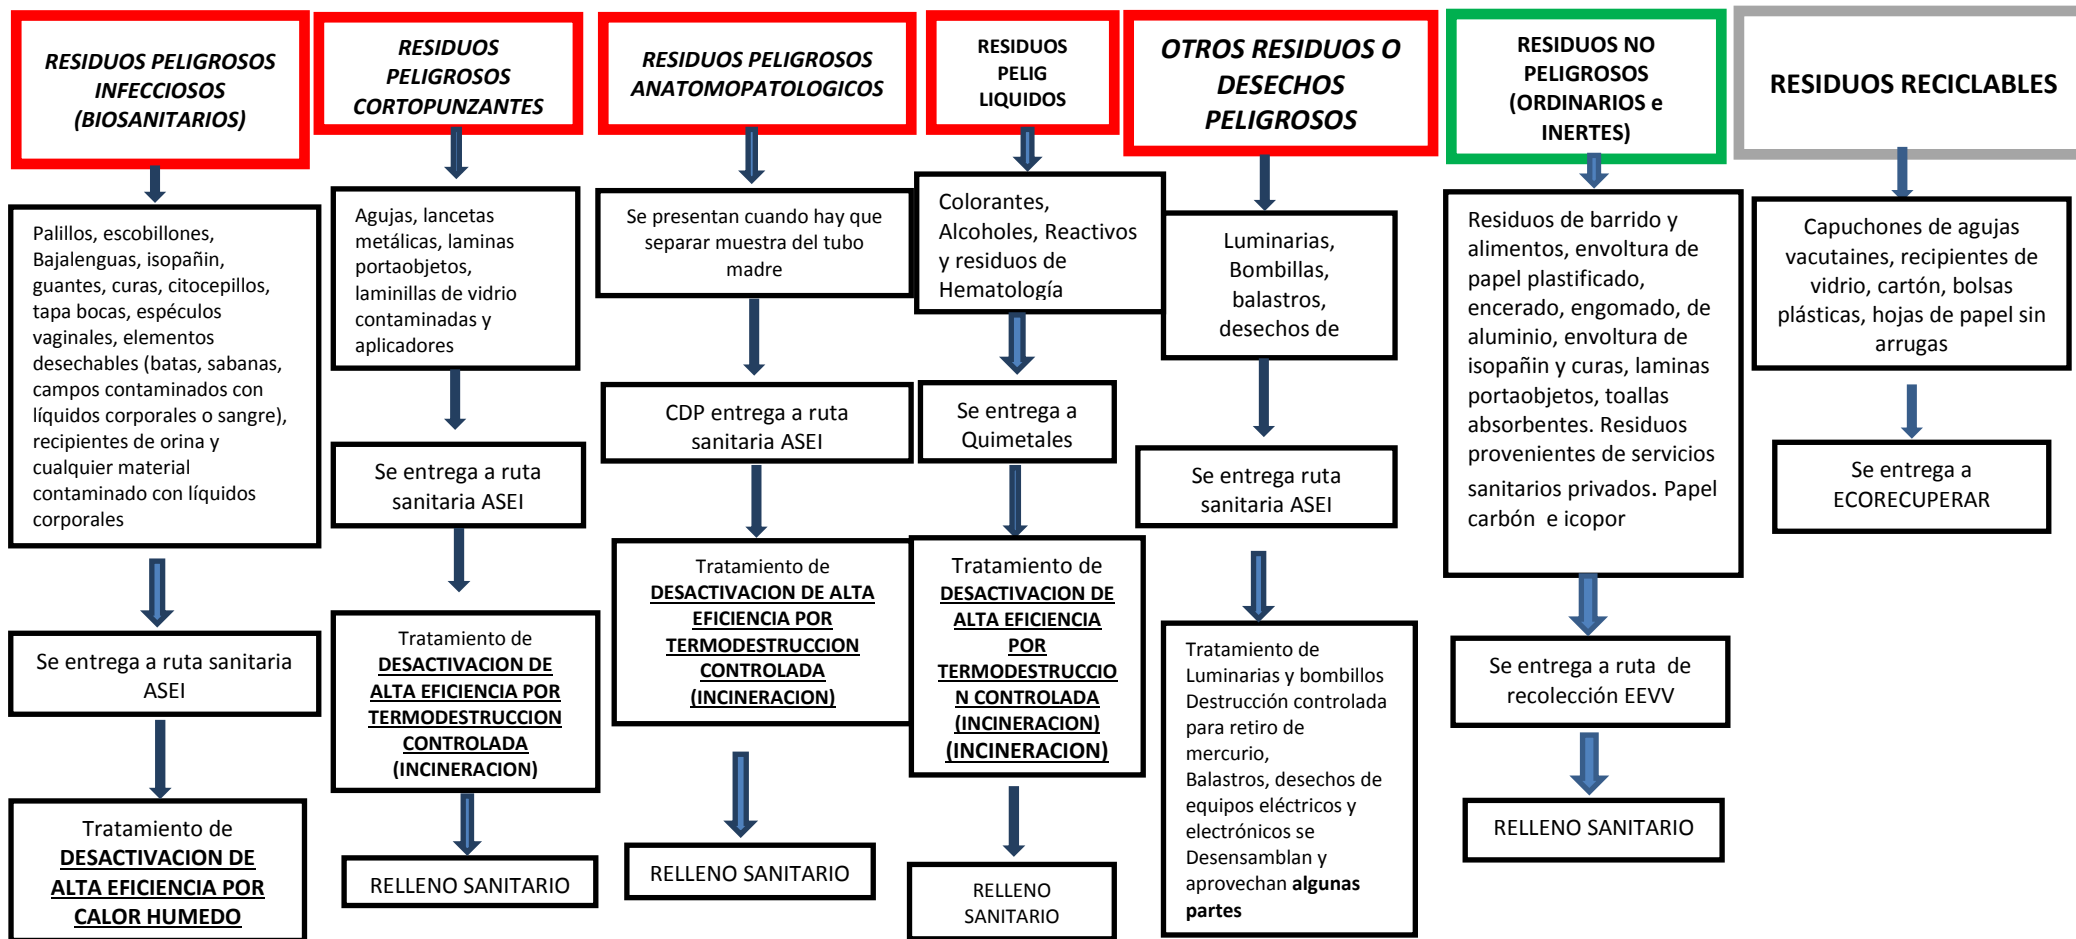 RESIDUOS PELIGROSOS
INFECCIOSOS
(BIOSANITARIOS)
Palillos, escobillones,
Bajalenguas, isopañin,
guantes, curas, citocepillos,
tapa bocas, espéculos
vaginales, elementos
desechables (batas, sabanas,
campos contaminados con
líquidos corporales o sangre),
recipientes de orina y
cualquier material
contaminado con líquidos
corporales
Se entrega a ruta sanitaria
ASEI
Tratamiento de
DESACTIVACION DE
ALTA EFICIENCIA POR
CALOR HUMEDO
RESIDUOS
PELIGROSOS
CORTOPUNZANTES
Agujas, lancetas
metálicas, laminas
portaobjetos,
laminillas de vidrio
contaminadas y
aplicadores
Se entrega a ruta
sanitaria ASEI
Tratamiento de
DESACTIVACION DE
ALTA EFICIENCIA POR
TERMODESTRUCCION
CONTROLADA
(INCINERACION)
RELLENO SANITARIO
RESIDUOS PELIGROSOS
ANATOMOPATOLOGICOS
Se presentan cuando hay que
separar muestra del tubo
madre
CDP entrega a ruta
sanitaria ASEI
Tratamiento de
DESACTIVACION DE ALTA
EFICIENCIA POR
TERMODESTRUCCION
CONTROLADA
(INCINERACION)
RELLENO SANITARIO
RESIDUOS
PELIG
LIQUIDOS
Colorantes,
Alcoholes, Reactivos
y residuos de
Hematología
Se entrega a
Quimetales
Tratamiento de
DESACTIVACION DE
ALTA EFICIENCIA
POR
TERMODESTRUCCIO
N CONTROLADA
(INCINERACION)
(INCINERACION)
RELLENO
SANITARIO
OTROS RESIDUOS O
DESECHOS
PELIGROSOS
Luminarias,
Bombillas,
balastros,
desechos de
Se entrega ruta
sanitaria ASEI
Tratamiento de
Luminarias y bombillos
Destrucción controlada
para retiro de
mercurio,
Balastros, desechos de
equipos eléctricos y
electrónicos se
Desensamblan y
aprovechan algunas
partes
RESIDUOS NO
PELIGROSOS
(ORDINARIOS e
INERTES)
Residuos de barrido y
alimentos, envoltura de
papel plastificado,
encerado, engomado, de
aluminio, envoltura de
isopañin y curas, laminas
portaobjetos, toallas
absorbentes. Residuos
provenientes de servicios
sanitarios privados. Papel
carbón e icopor
Se entrega a ruta de
recolección EEVV
RELLENO SANITARIO
RESIDUOS RECICLABLES
Capuchones de agujas
vacutaines, recipientes de
vidrio, cartón, bolsas
plásticas, hojas de papel sin
arrugas
Se entrega a
ECORECUPERAR